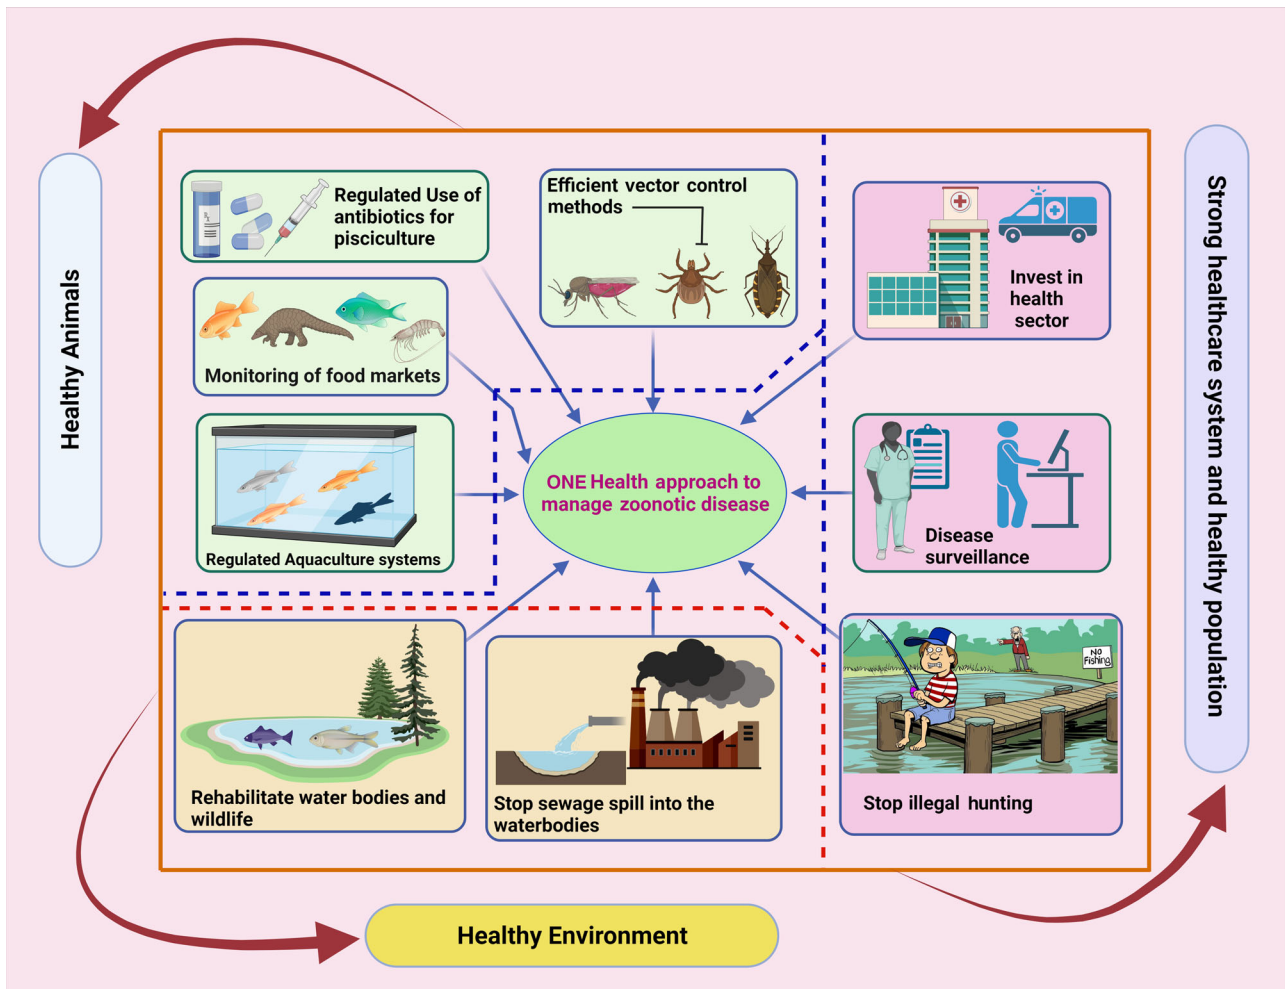 Regulated Use of
antibiotics for
pisciculture
Efficient vector control
methods
Invest in
health
sector
Monitoring of food markets
Healthy Animals
Strong healthcare system and healthy population
ONE Health approach to
manage zoonotic disease
Regulated Aquaculture systems
Disease
surveillance
NO
Fishing
Rehabilitate water bodies and
wildlife
Stop sewage spill into the
waterbodies
Stop illegal hunting
Healthy Environment